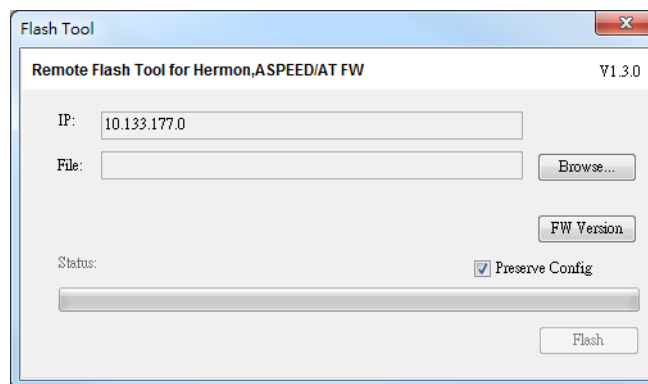 Flash Tool
Remote Flash Tool for Hermon,ASPEED/AT FW V1.3.0
IP: 10.133.177.0
File: Browse...
FW Version
Status: Preserve Config
Flash